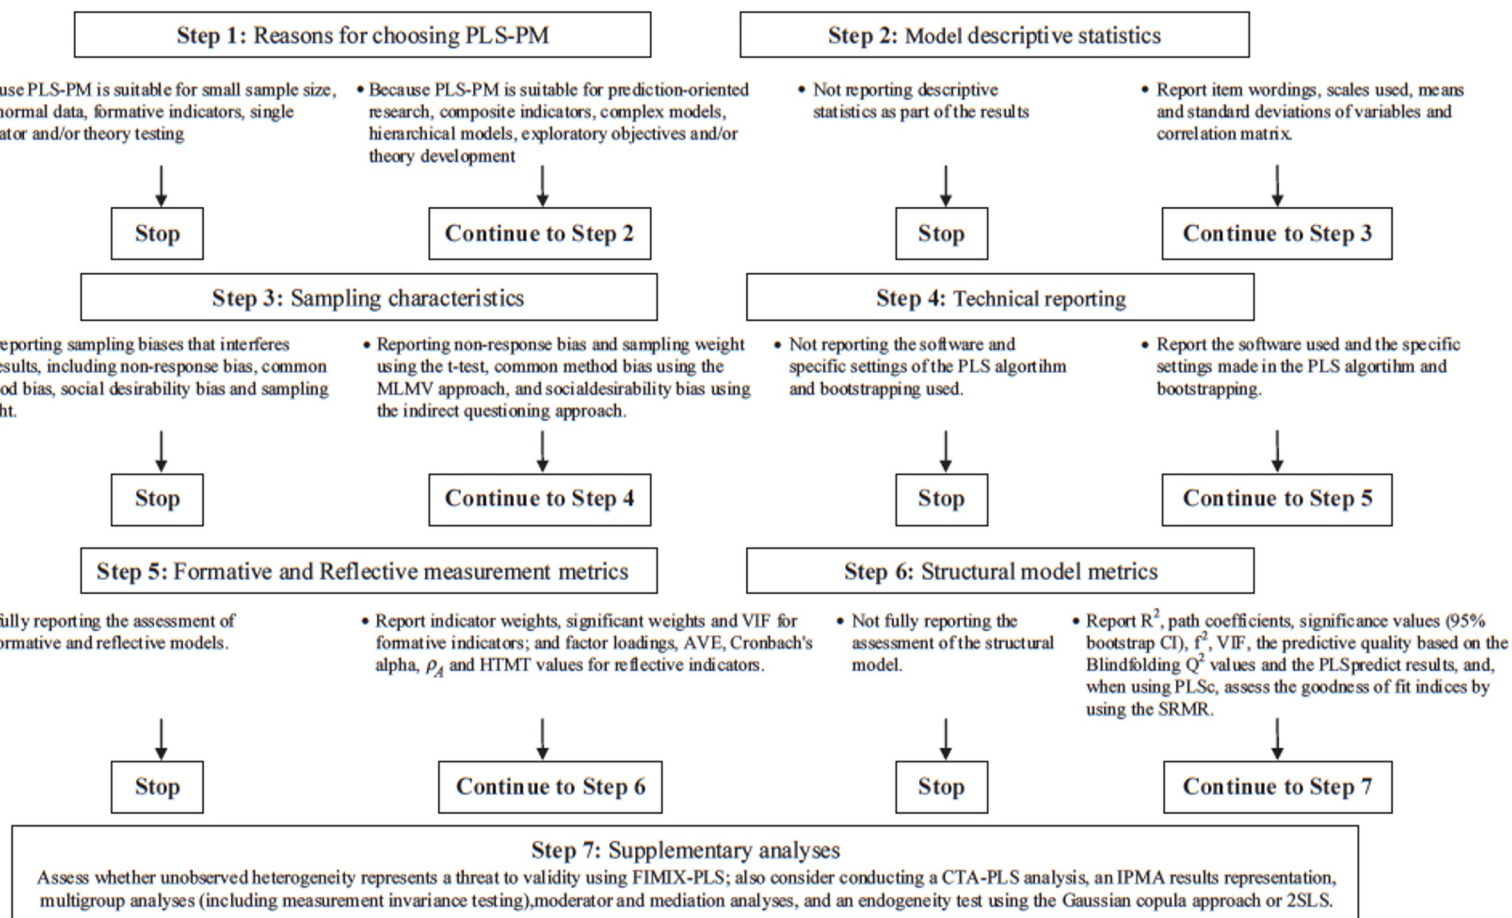 Step 1: Reasons for choosing PLS-PM
use PLS-PM is suitable for small sample size,
normal data, formative indicators, single
ator and/or theory testing
• Because PLS-PM is suitable for prediction-oriented
research, composite indicators, complex models,
hierarchical models, exploratory objectives and/or
theory development
Stop
Continue to Step 2
Step 2: Model descriptive statistics
• Not reporting descriptive
statistics as part of the results
• Report item wordings, scales used, means
and standard deviations of variables and
correlation matrix.
Stop
Continue to Step 3
Step 3: Sampling characteristics
eporting sampling biases that interferes
esults, including non-response bias, common
od bias, social desirability bias and sampling
ht.
• Reporting non-response bias and sampling weight
using the t-test, common method bias using the
MLMV approach, and socialdesirability bias using
the indirect questioning approach.
Stop
Continue to Step 4
Step 4: Technical reporting
• Not reporting the software and
specific settings of the PLS algortihm
and bootstrapping used.
• Report the software used and the specific
settings made in the PLS algortihm and
bootstrapping.
Stop
Continue to Step 5
Step 5: Formative and Reflective measurement metrics
ully reporting the assessment of
ormative and reflective models.
• Report indicator weights, significant weights and VIF for
formative indicators; and factor loadings, AVE, Cronbach's
alpha, ρA and HTMT values for reflective indicators.
Stop
Continue to Step 6
Step 6: Structural model metrics
• Not fully reporting the
assessment of the structural
model.
• Report R², path coefficients, significance values (95%
bootstrap CI), f², VIF, the predictive quality based on the
Blindfolding Q² values and the PLSpredict results, and,
when using PLSc, assess the goodness of fit indices by
using the SRMR.
Stop
Continue to Step 7
Step 7: Supplementary analyses
Assess whether unobserved heterogeneity represents a threat to validity using FIMIX-PLS; also consider conducting a CTA-PLS analysis, an IPMA results representation,
multigroup analyses (including measurement invariance testing),moderator and mediation analyses, and an endogeneity test using the Gaussian copula approach or 2SLS.